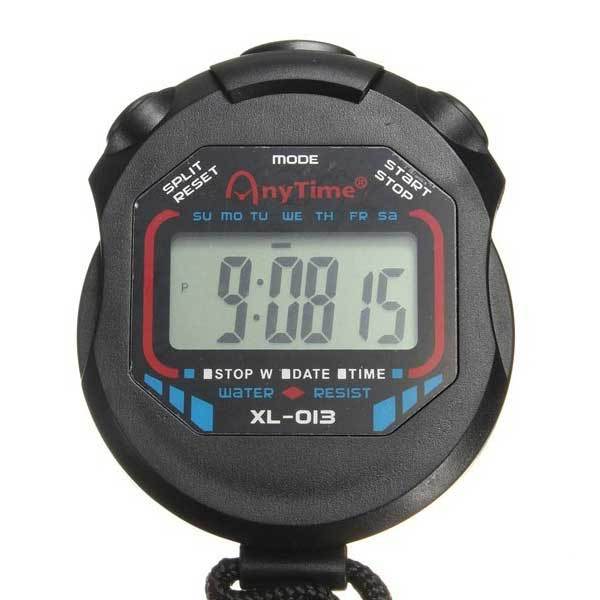 MODE
SPLIT
RESET
START
STOP
AnyTime®
SU MO TU WE TH FR SA
P 9:08 15
STOP W DATE TIME
WATER RESIST
XL-013